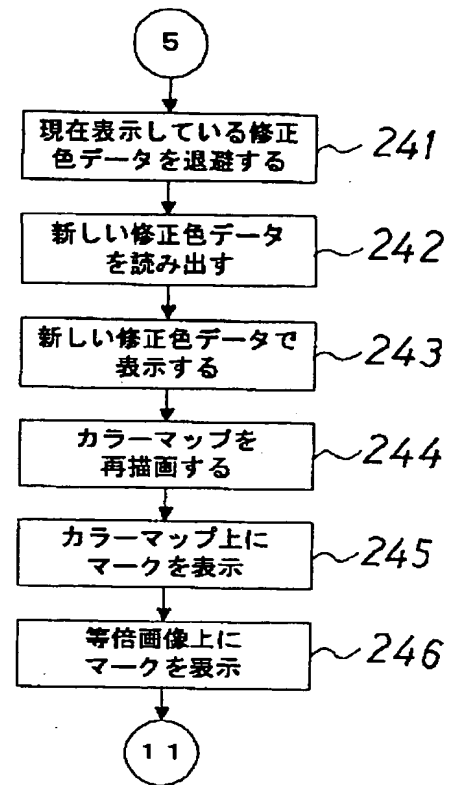 5
現在表示している修正
色データを退避する
241
新しい修正色データ
を読み出す
242
新しい修正色データで
表示する
243
カラーマップを
再描画する
244
カラーマップ上に
マークを表示
245
等倍画像上に
マークを表示
246
11